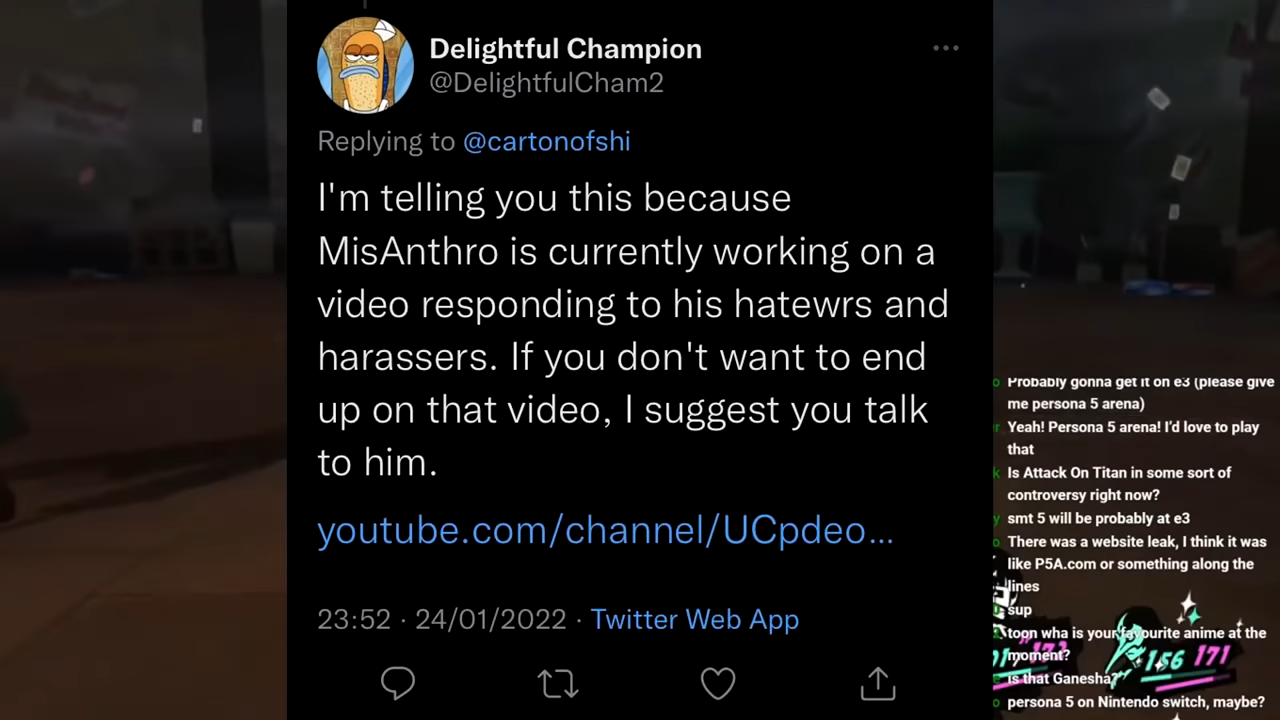 Delightful Champion
@DelightfulCham2
Replying to @cartonofshi
I'm telling you this because
MisAnthro is currently working on a
video responding to his hatewrs and
harassers. If you don't want to end
up on that video, I suggest you talk
to him.
youtube.com/channel/UCpdeo...
23:52 · 24/01/2022 · Twitter Web App
Probably gonna get it on e3 (please give
me persona 5 arena)
Yeah! Persona 5 arena! I'd love to play
that
Is Attack On Titan in some sort of
controversy right now?
smt 5 will be probably at e3
There was a website leak, I think it was
like P5A.com or something along the
lines
sup
toon wha is your favourite anime at the
moment?
is that Ganesha?
persona 5 on Nintendo switch, maybe?
156 171